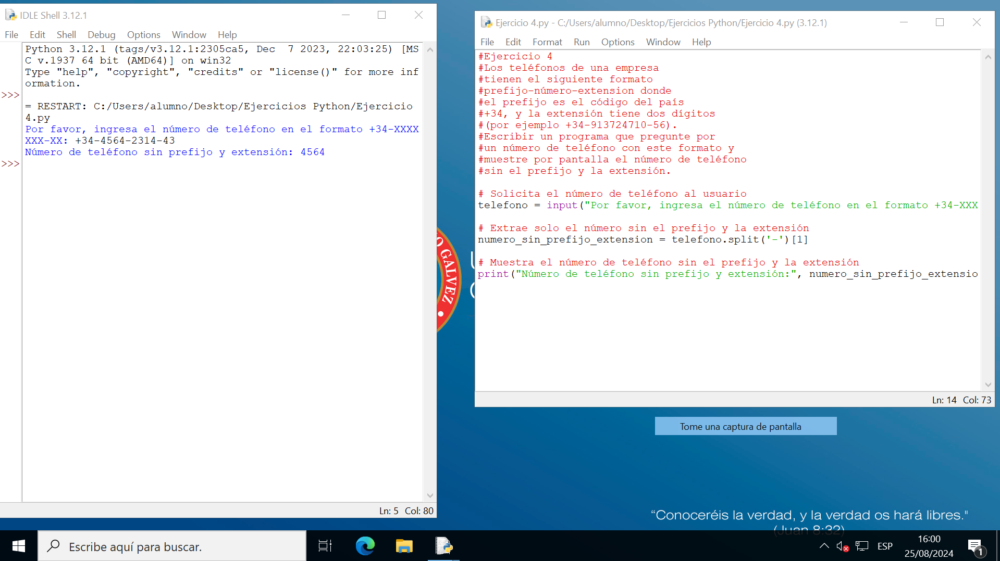 IDLE Shell 3.12.1
File Edit Shell Debug Options Window Help
Python 3.12.1 (tags/v3.12.1:2305ca5, Dec  7 2023, 22:03:25) [MS
C v.1937 64 bit (AMD64)] on win32
Type "help", "copyright", "credits" or "license()" for more inf
ormation.
>>>
= RESTART: C:/Users/alumno/Desktop/Ejercicios Python/Ejercicio
4.py
Por favor, ingresa el número de teléfono en el formato +34-XXXX
XXX-XX: +34-4564-2314-43
Número de teléfono sin prefijo y extensión: 4564
>>>
Ln: 5 Col: 80
Ejercicio 4.py - C:/Users/alumno/Desktop/Ejercicios Python/Ejercicio 4.py (3.12.1)
File Edit Format Run Options Window Help
#Ejercicio 4
#Los teléfonos de una empresa
#tienen el siguiente formato
#prefijo-número-extension donde
#el prefijo es el código del país
#+34, y la extensión tiene dos dígitos
#(por ejemplo +34-913724710-56).
#Escribir un programa que pregunte por
#un número de teléfono con este formato y
#muestre por pantalla el número de teléfono
#sin el prefijo y la extensión.
# Solicita el número de teléfono al usuario
telefono = input("Por favor, ingresa el número de teléfono en el formato +34-XXX
# Extrae solo el número sin el prefijo y la extensión
numero_sin_prefijo_extension = telefono.split('-')[1]
# Muestra el número de teléfono sin el prefijo y la extensión
print("Número de teléfono sin prefijo y extensión:", numero_sin_prefijo_extensio
Ln: 14 Col: 73
O GALVEZ •
Tome una captura de pantalla
“Conoceréis la verdad, y la verdad os hará libres."
(Juan 8:32)
Escribe aquí para buscar.
ESP
16:00
25/08/2024
1